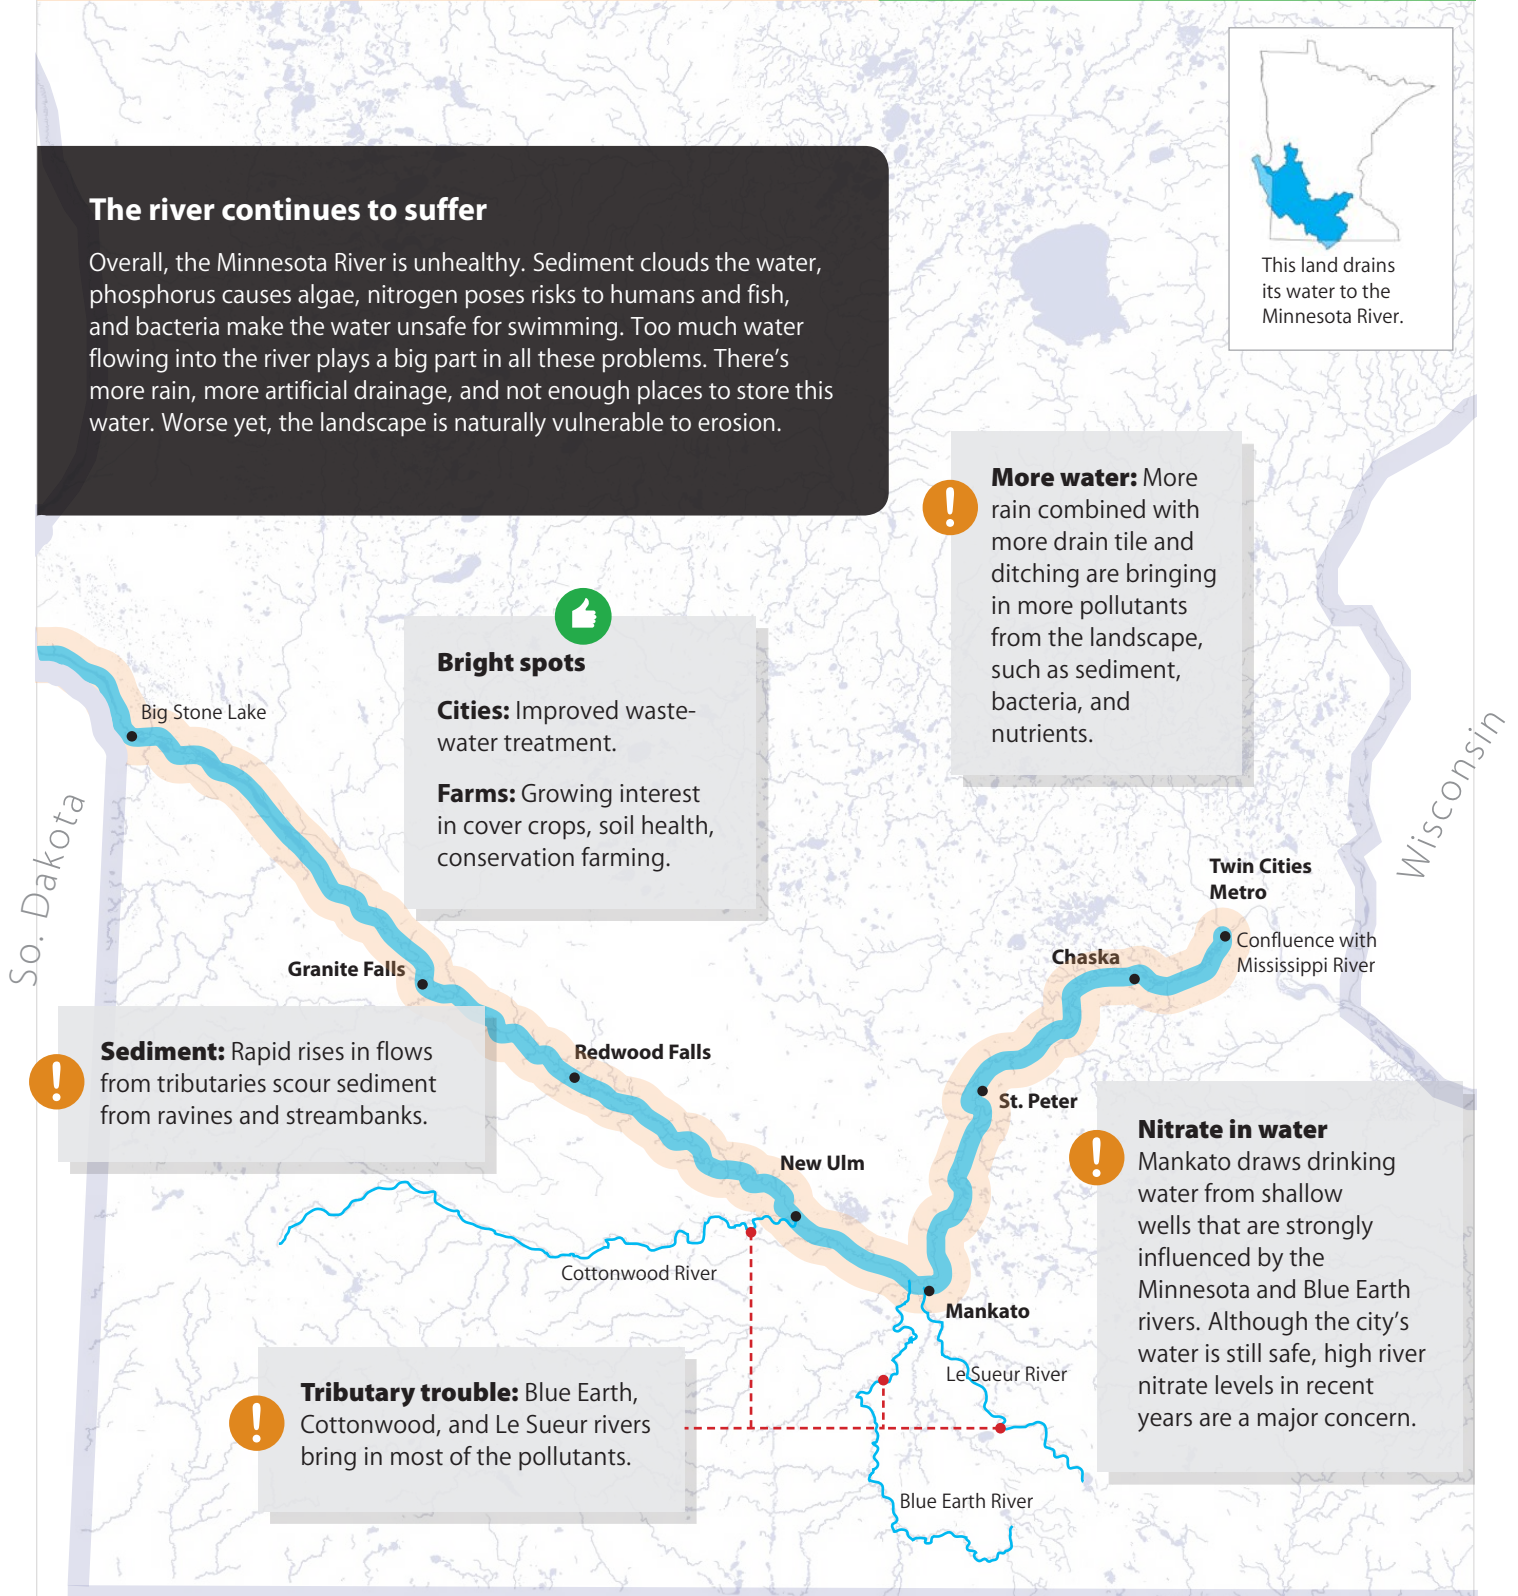 The river continues to suffer
Overall, the Minnesota River is unhealthy. Sediment clouds the water,
phosphorus causes algae, nitrogen poses risks to humans and fish,
and bacteria make the water unsafe for swimming. Too much water
flowing into the river plays a big part in all these problems. There’s
more rain, more artificial drainage, and not enough places to store this
water. Worse yet, the landscape is naturally vulnerable to erosion.
This land drains
its water to the
Minnesota River.
More water: More
rain combined with
more drain tile and
ditching are bringing
in more pollutants
from the landscape,
such as sediment,
bacteria, and
nutrients.
Bright spots
Cities: Improved waste-
water treatment.
Farms: Growing interest
in cover crops, soil health,
conservation farming.
Big Stone Lake
So. Dakota
Wisconsin
Twin Cities
Metro
Confluence with
Mississippi River
Chaska
Granite Falls
Sediment: Rapid rises in flows
from tributaries scour sediment
from ravines and streambanks.
Redwood Falls
St. Peter
New Ulm
Nitrate in water
Mankato draws drinking
water from shallow
wells that are strongly
influenced by the
Minnesota and Blue Earth
rivers. Although the city’s
water is still safe, high river
nitrate levels in recent
years are a major concern.
Cottonwood River
Mankato
Le Sueur River
Tributary trouble: Blue Earth,
Cottonwood, and Le Sueur rivers
bring in most of the pollutants.
Blue Earth River